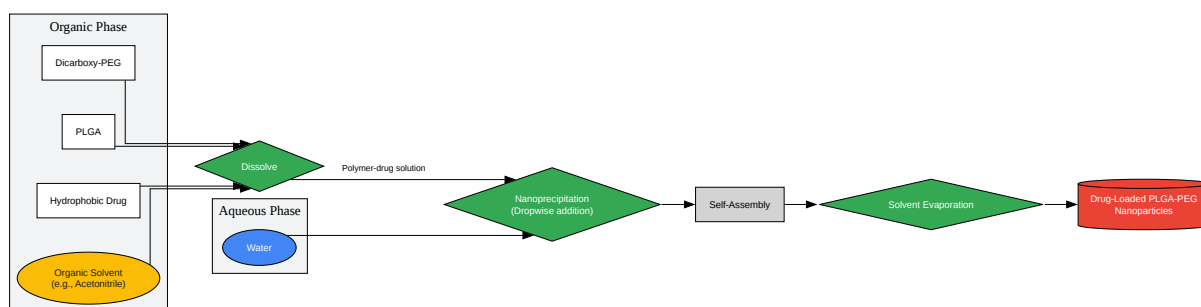 Organic Phase
Dicarboxy-PEG
PLGA
Hydrophobic Drug
Organic Solvent
(e.g., Acetonitrile)
Dissolve
Polymer-drug solution
Aqueous Phase
Water
Nanoprecipitation
(Dropwise addition)
Self-Assembly
Solvent Evaporation
Drug-Loaded PLGA-PEG
Nanoparticles